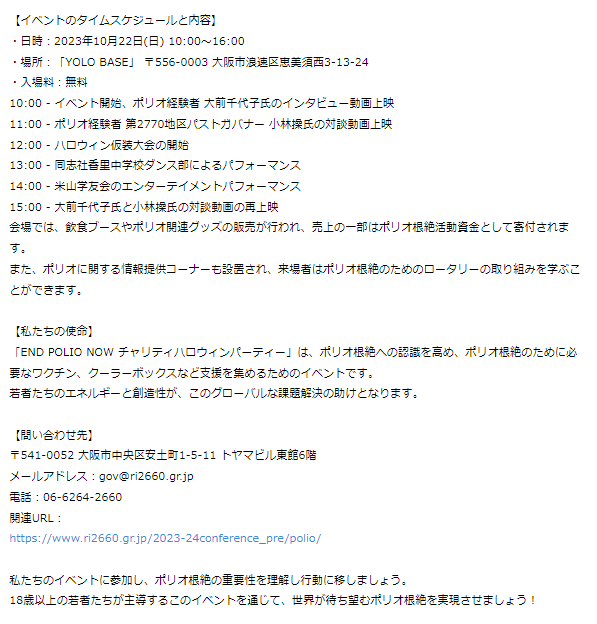 【イベントのタイムスケジュールと内容】
・日時：2023年10月22日(日) 10:00～16:00
・場所：「YOLO BASE」 〒556-0003 大阪市浪速区恵美須西3-13-24
・入場料：無料
10:00 - イベント開始、ポリオ経験者 大前千代子氏のインタビュー動画上映
11:00 - ポリオ経験者 第2770地区パストガバナー 小林操氏の対談動画上映
12:00 - ハロウィン仮装大会の開始
13:00 - 同志社香里中学校ダンス部によるパフォーマンス
14:00 - 米山学友会のエンターテイメントパフォーマンス
15:00 - 大前千代子氏と小林操氏の対談動画の再上映
会場では、飲食ブースやポリオ関連グッズの販売が行われ、売上の一部はポリオ根絶活動資金として寄付されま
す。
また、ポリオに関する情報提供コーナーも設置され、来場者はポリオ根絶のためのロータリーの取り組みを学ぶこ
とができます。
【私たちの使命】
「END POLIO NOW チャリティハロウィンパーティー」は、ポリオ根絶への認識を高め、ポリオ根絶のために必
要なワクチン、クーラーボックスなど支援を集めるためのイベントです。
若者たちのエネルギーと創造性が、このグローバルな課題解決の助けとなります。
【問い合わせ先】
〒541-0052 大阪市中央区安土町1-5-11 トヤマビル東館6階
メールアドレス：gov@ri2660.gr.jp
電話：06-6264-2660
関連URL：
https://www.ri2660.gr.jp/2023-24conference_pre/polio/
私たちのイベントに参加し、ポリオ根絶の重要性を理解し行動に移しましょう。
18歳以上の若者たちが主導するこのイベントを通じて、世界が待ち望むポリオ根絶を実現させましょう！